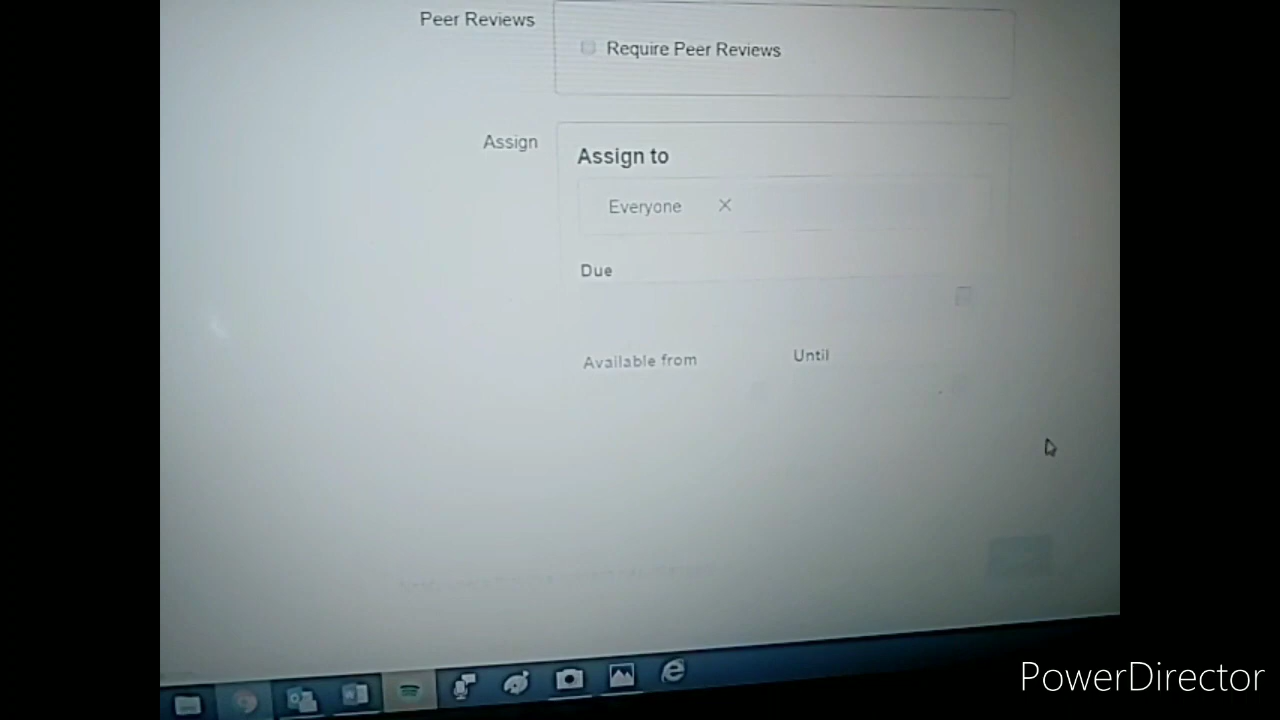 Peer Reviews
Require Peer Reviews
Assign
Assign to
Everyone
Due
Available from
Until
PowerDirector